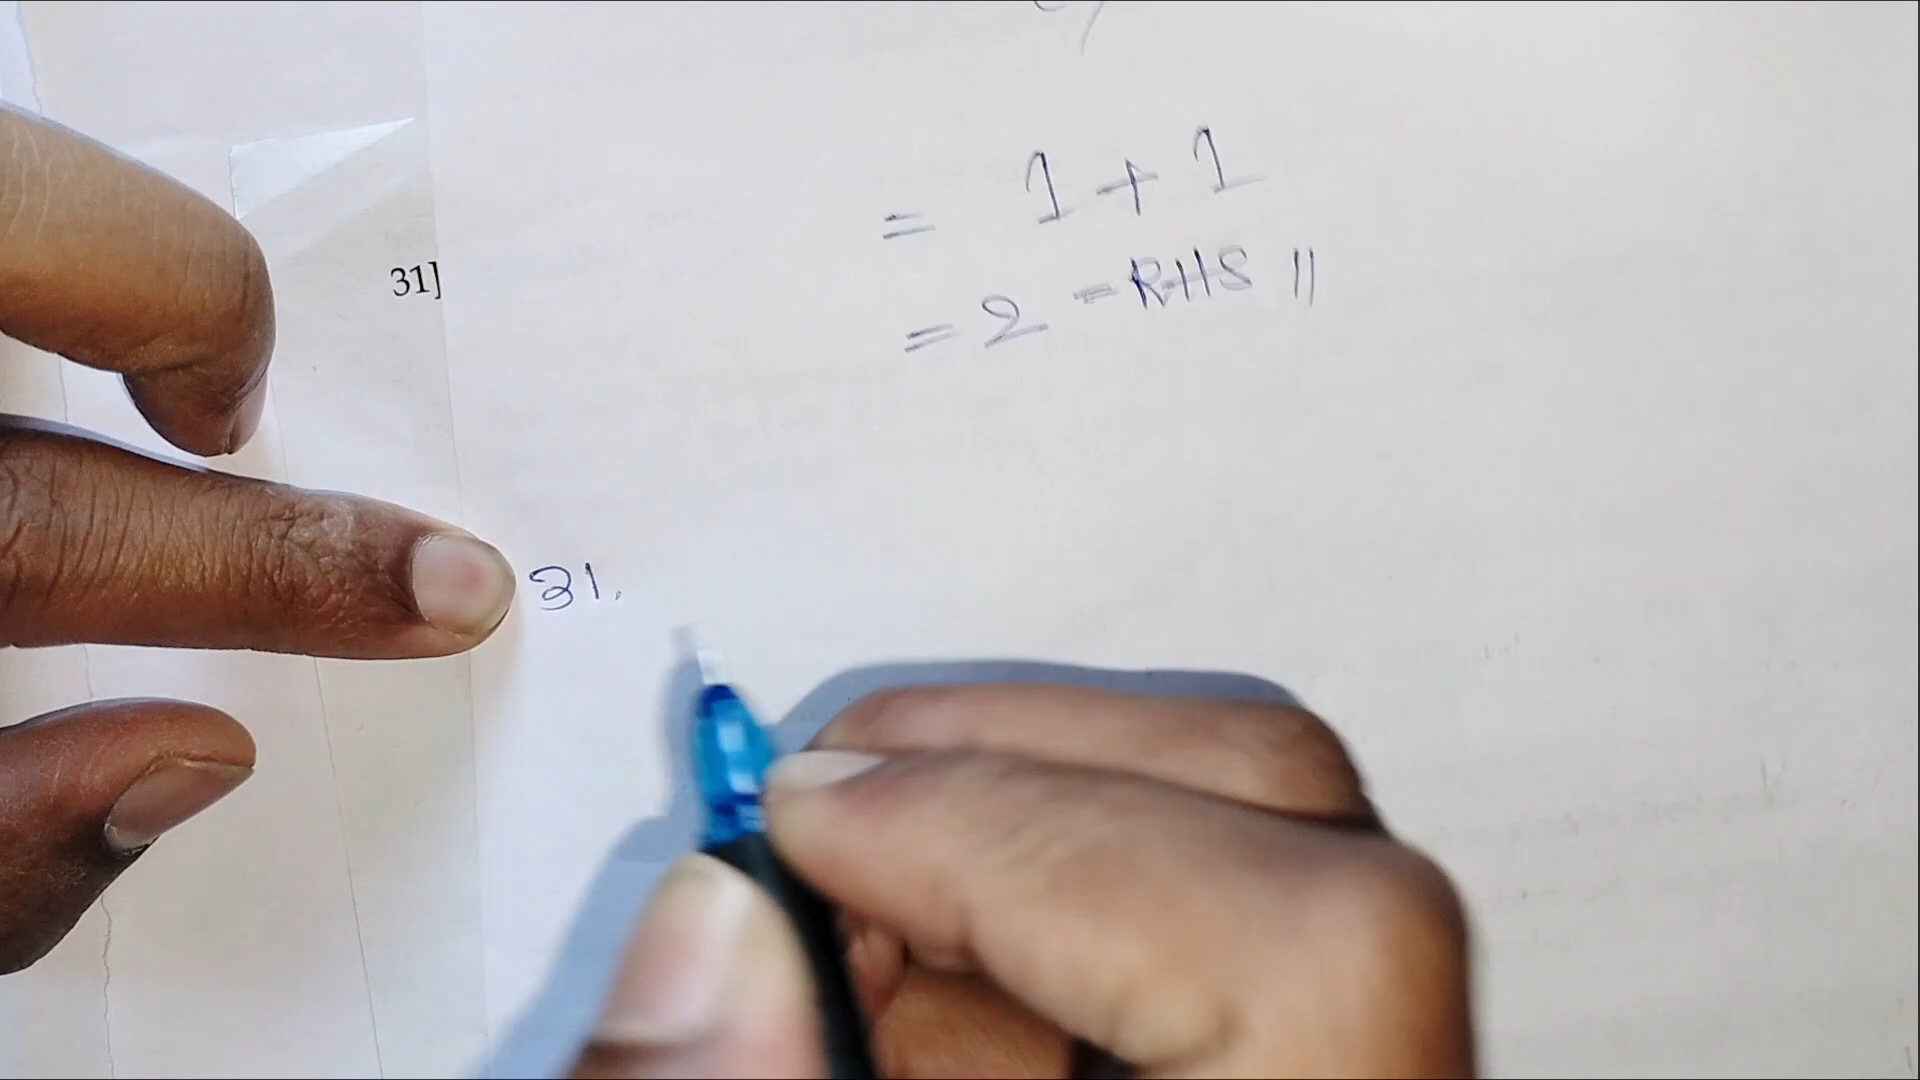 = 1 + 1
31]
= 2 = RHS ||
31.